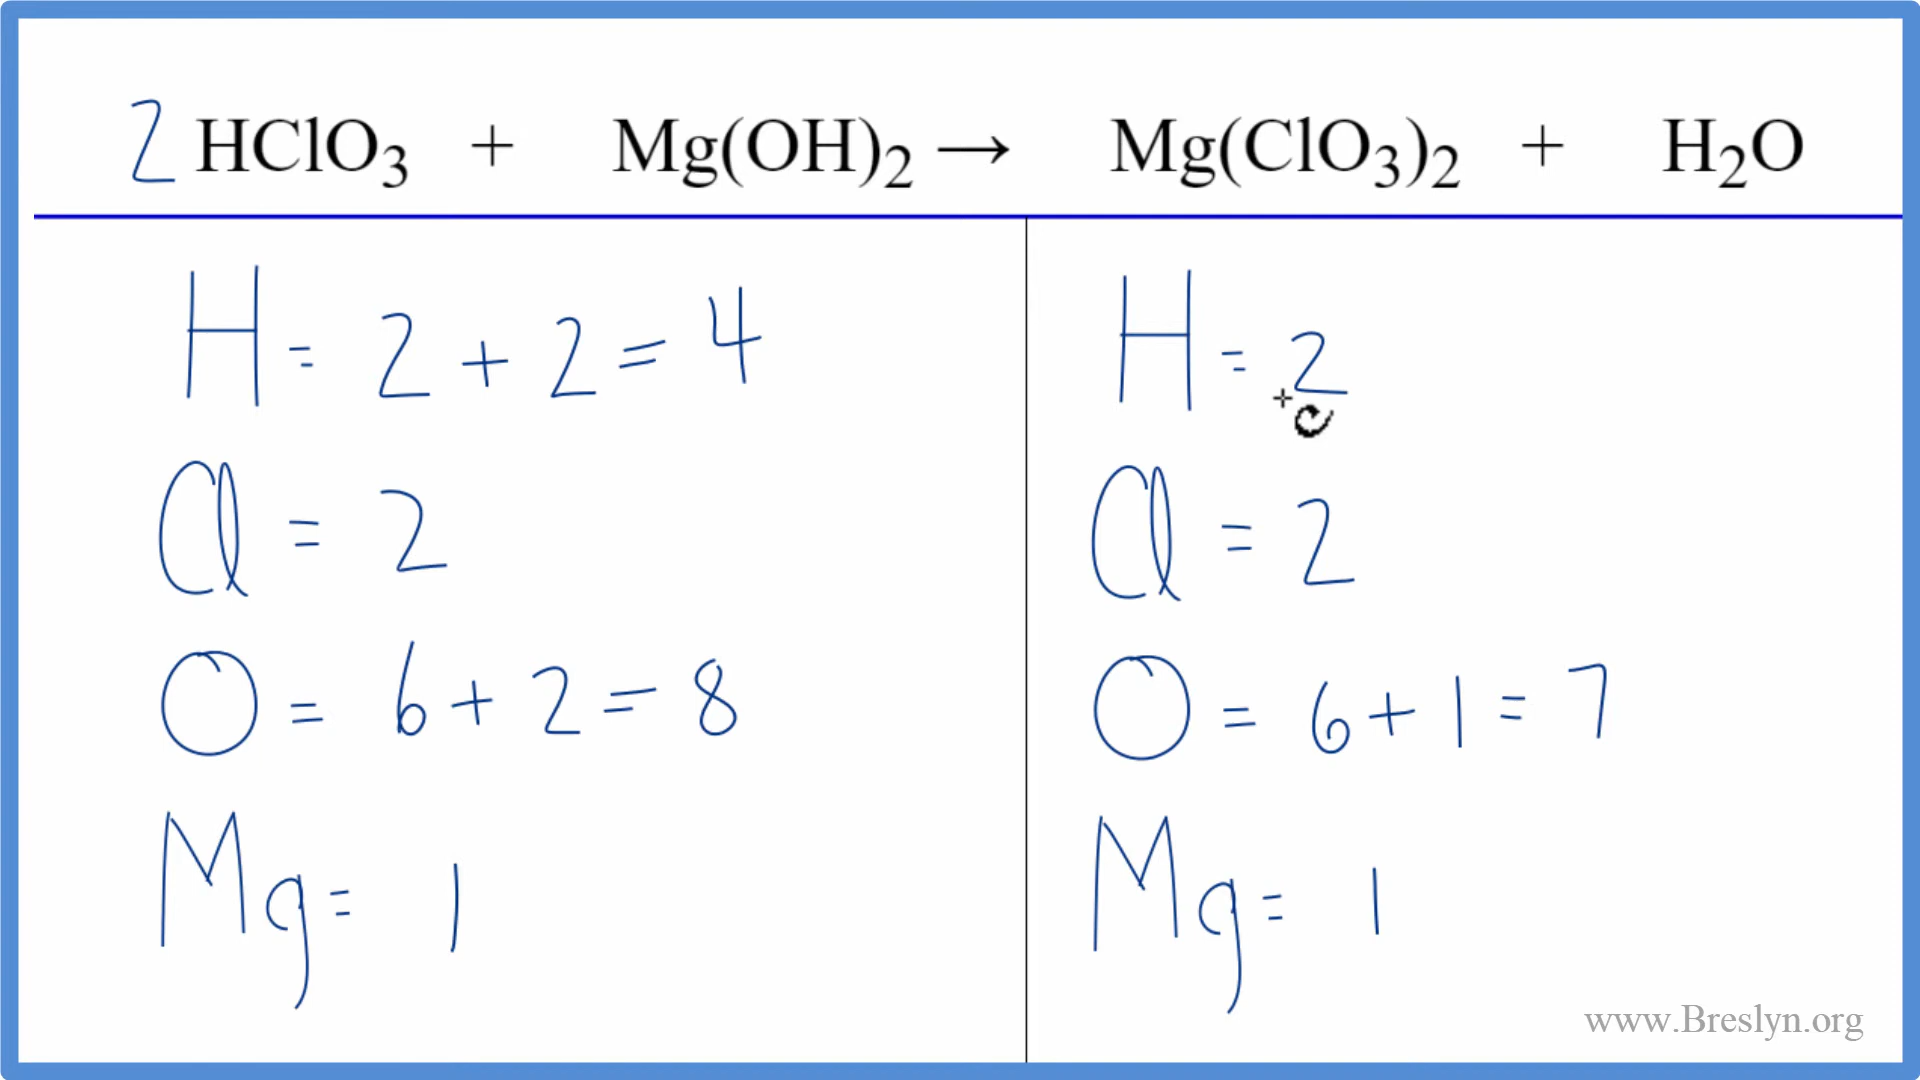 2 HClO₃ + Mg(OH)₂ → Mg(ClO₃)₂ + H₂O
H = 2 + 2 = 4
Cl = 2
O = 6 + 2 = 8
Mg = 1
H = 2
Cl = 2
O = 6 + 1 = 7
Mg = 1
www.Breslyn.org